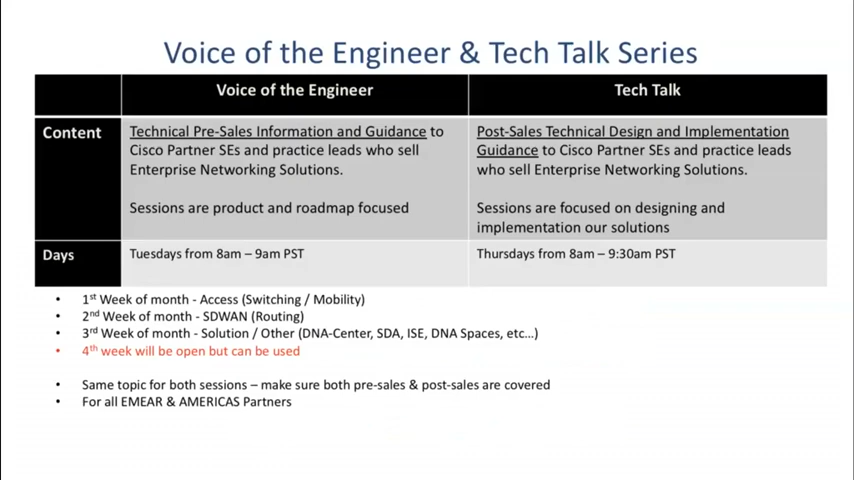 Voice of the Engineer & Tech Talk Series
Voice of the Engineer
Tech Talk
Content
Technical Pre-Sales Information and Guidance to
Cisco Partner SEs and practice leads who sell
Enterprise Networking Solutions.
Sessions are product and roadmap focused
Post-Sales Technical Design and Implementation
Guidance to Cisco Partner SEs and practice leads
who sell Enterprise Networking Solutions.
Sessions are focused on designing and
implementation our solutions
Days
Tuesdays from 8am – 9am PST
Thursdays from 8am – 9:30am PST
• 1st Week of month - Access (Switching / Mobility)
• 2nd Week of month - SDWAN (Routing)
• 3rd Week of month - Solution / Other (DNA-Center, SDA, ISE, DNA Spaces, etc…)
• 4th week will be open but can be used
• Same topic for both sessions – make sure both pre-sales & post-sales are covered
• For all EMEAR & AMERICAS Partners